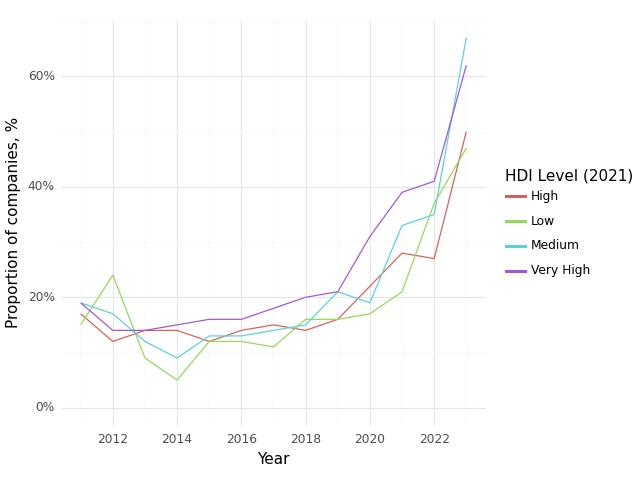 60%
40%
20%
0%
Proportion of companies, %
2012 2014 2016 2018 2020 2022
Year
HDI Level (2021)
High
Low
Medium
Very High